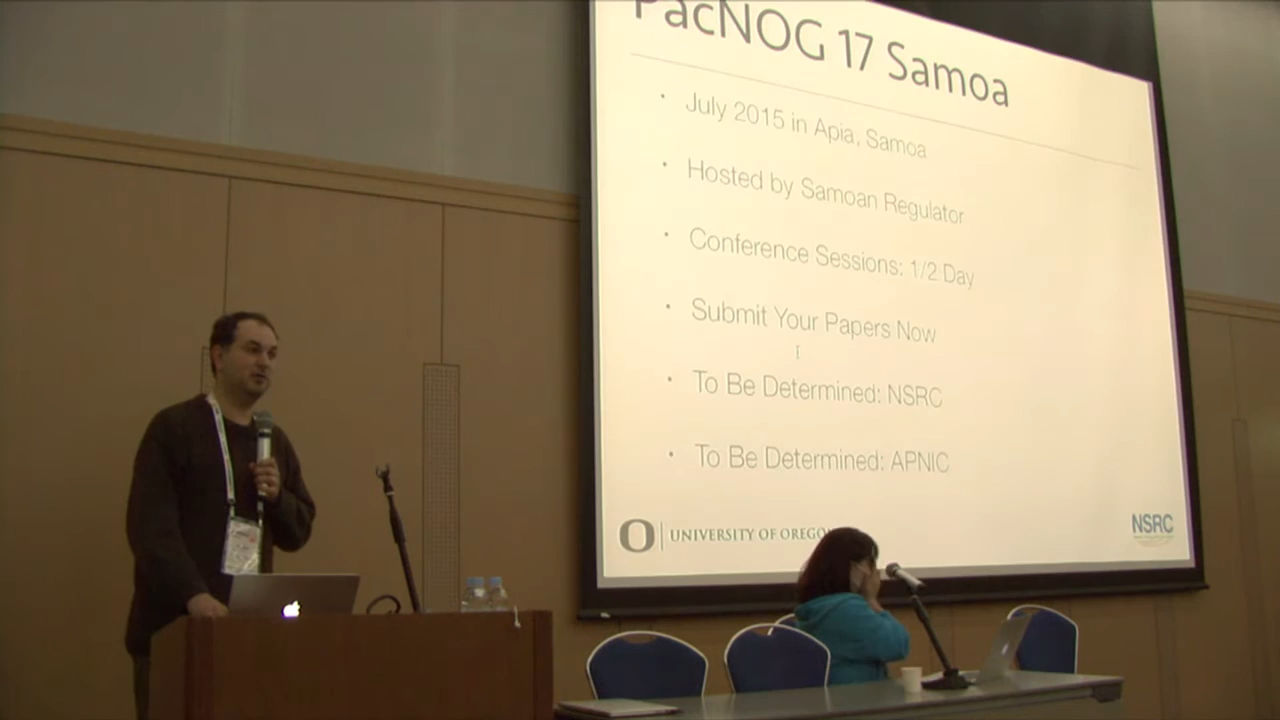 PacNOG 17 Samoa
July 2015 in Apia, Samoa
Hosted by Samoan Regulator
Conference Sessions: 1/2 Day
Submit Your Papers Now
To Be Determined: NSRC
To Be Determined: APNIC
O UNIVERSITY OF OREGO
NSRC